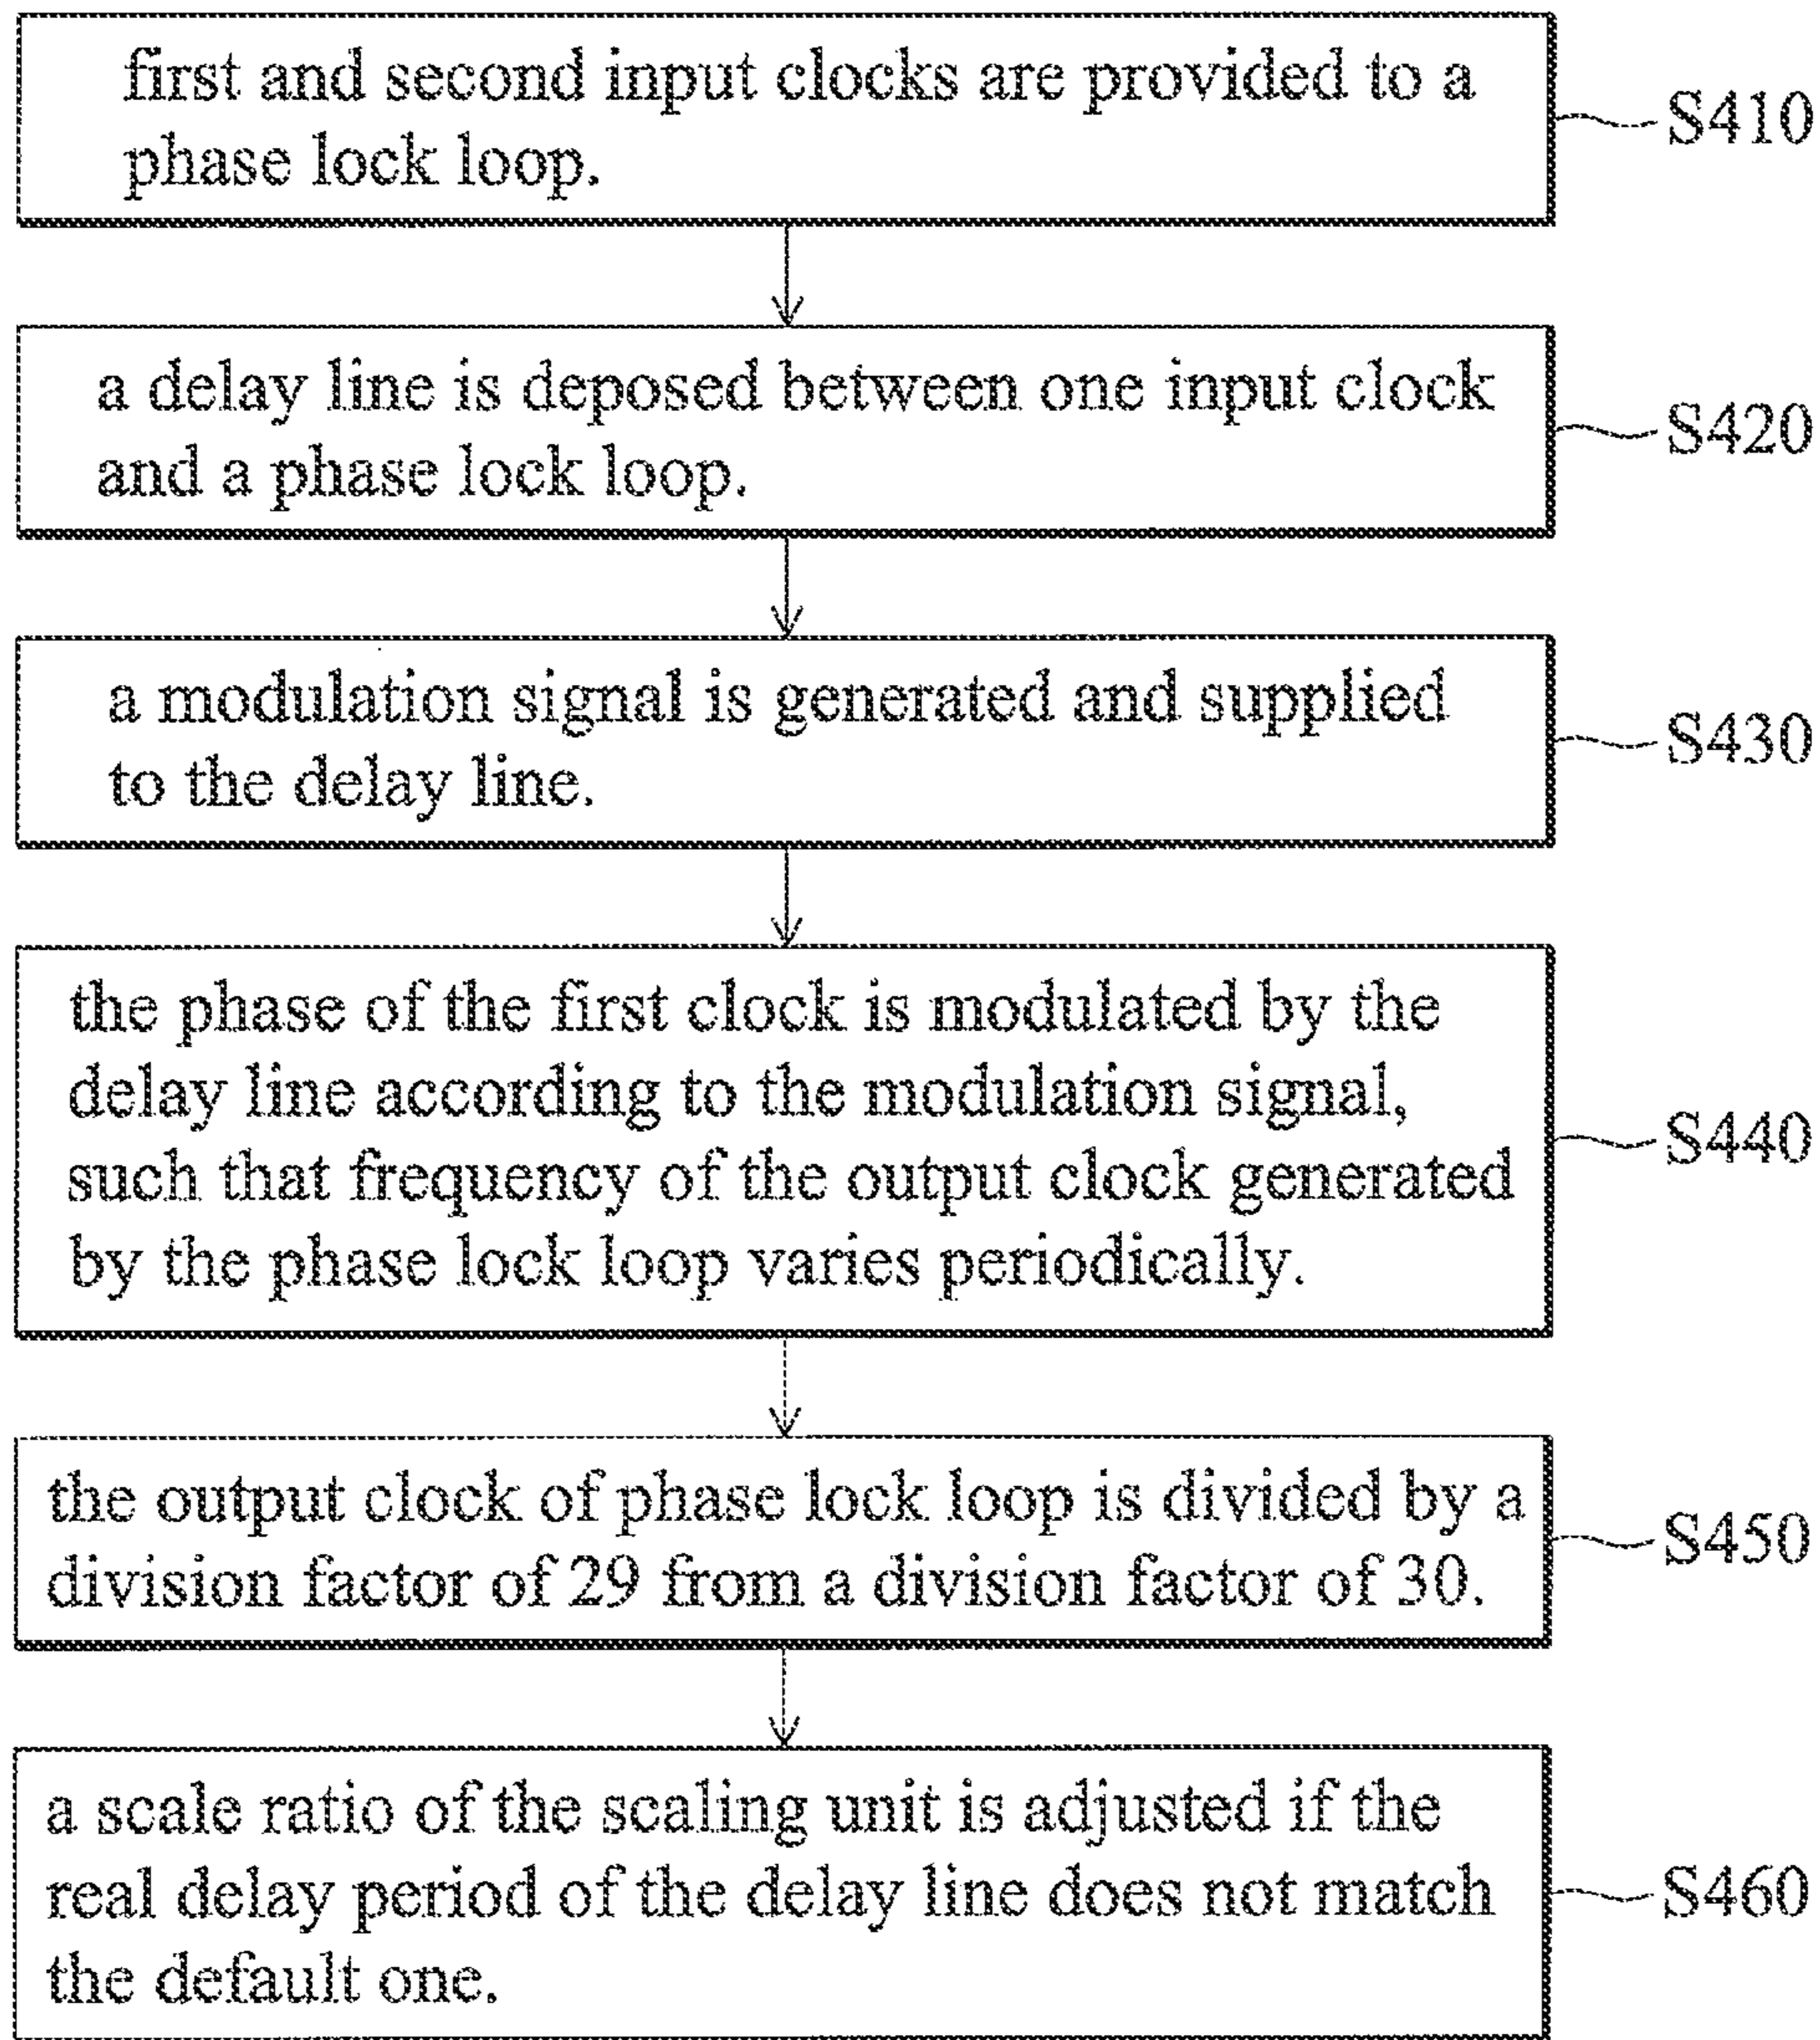 first and second input clocks are provided to a
phase lock loop.
S410
a delay line is deposed between one input clock
and a phase lock loop.
S420
a modulation signal is generated and supplied
to the delay line.
S430
the phase of the first clock is modulated by the
delay line according to the modulation signal,
such that frequency of the output clock generated
by the phase lock loop varies periodically.
S440
the output clock of phase lock loop is divided by a
division factor of 29 from a division factor of 30.
S450
a scale ratio of the scaling unit is adjusted if the
real delay period of the delay line does not match
the default one.
S460